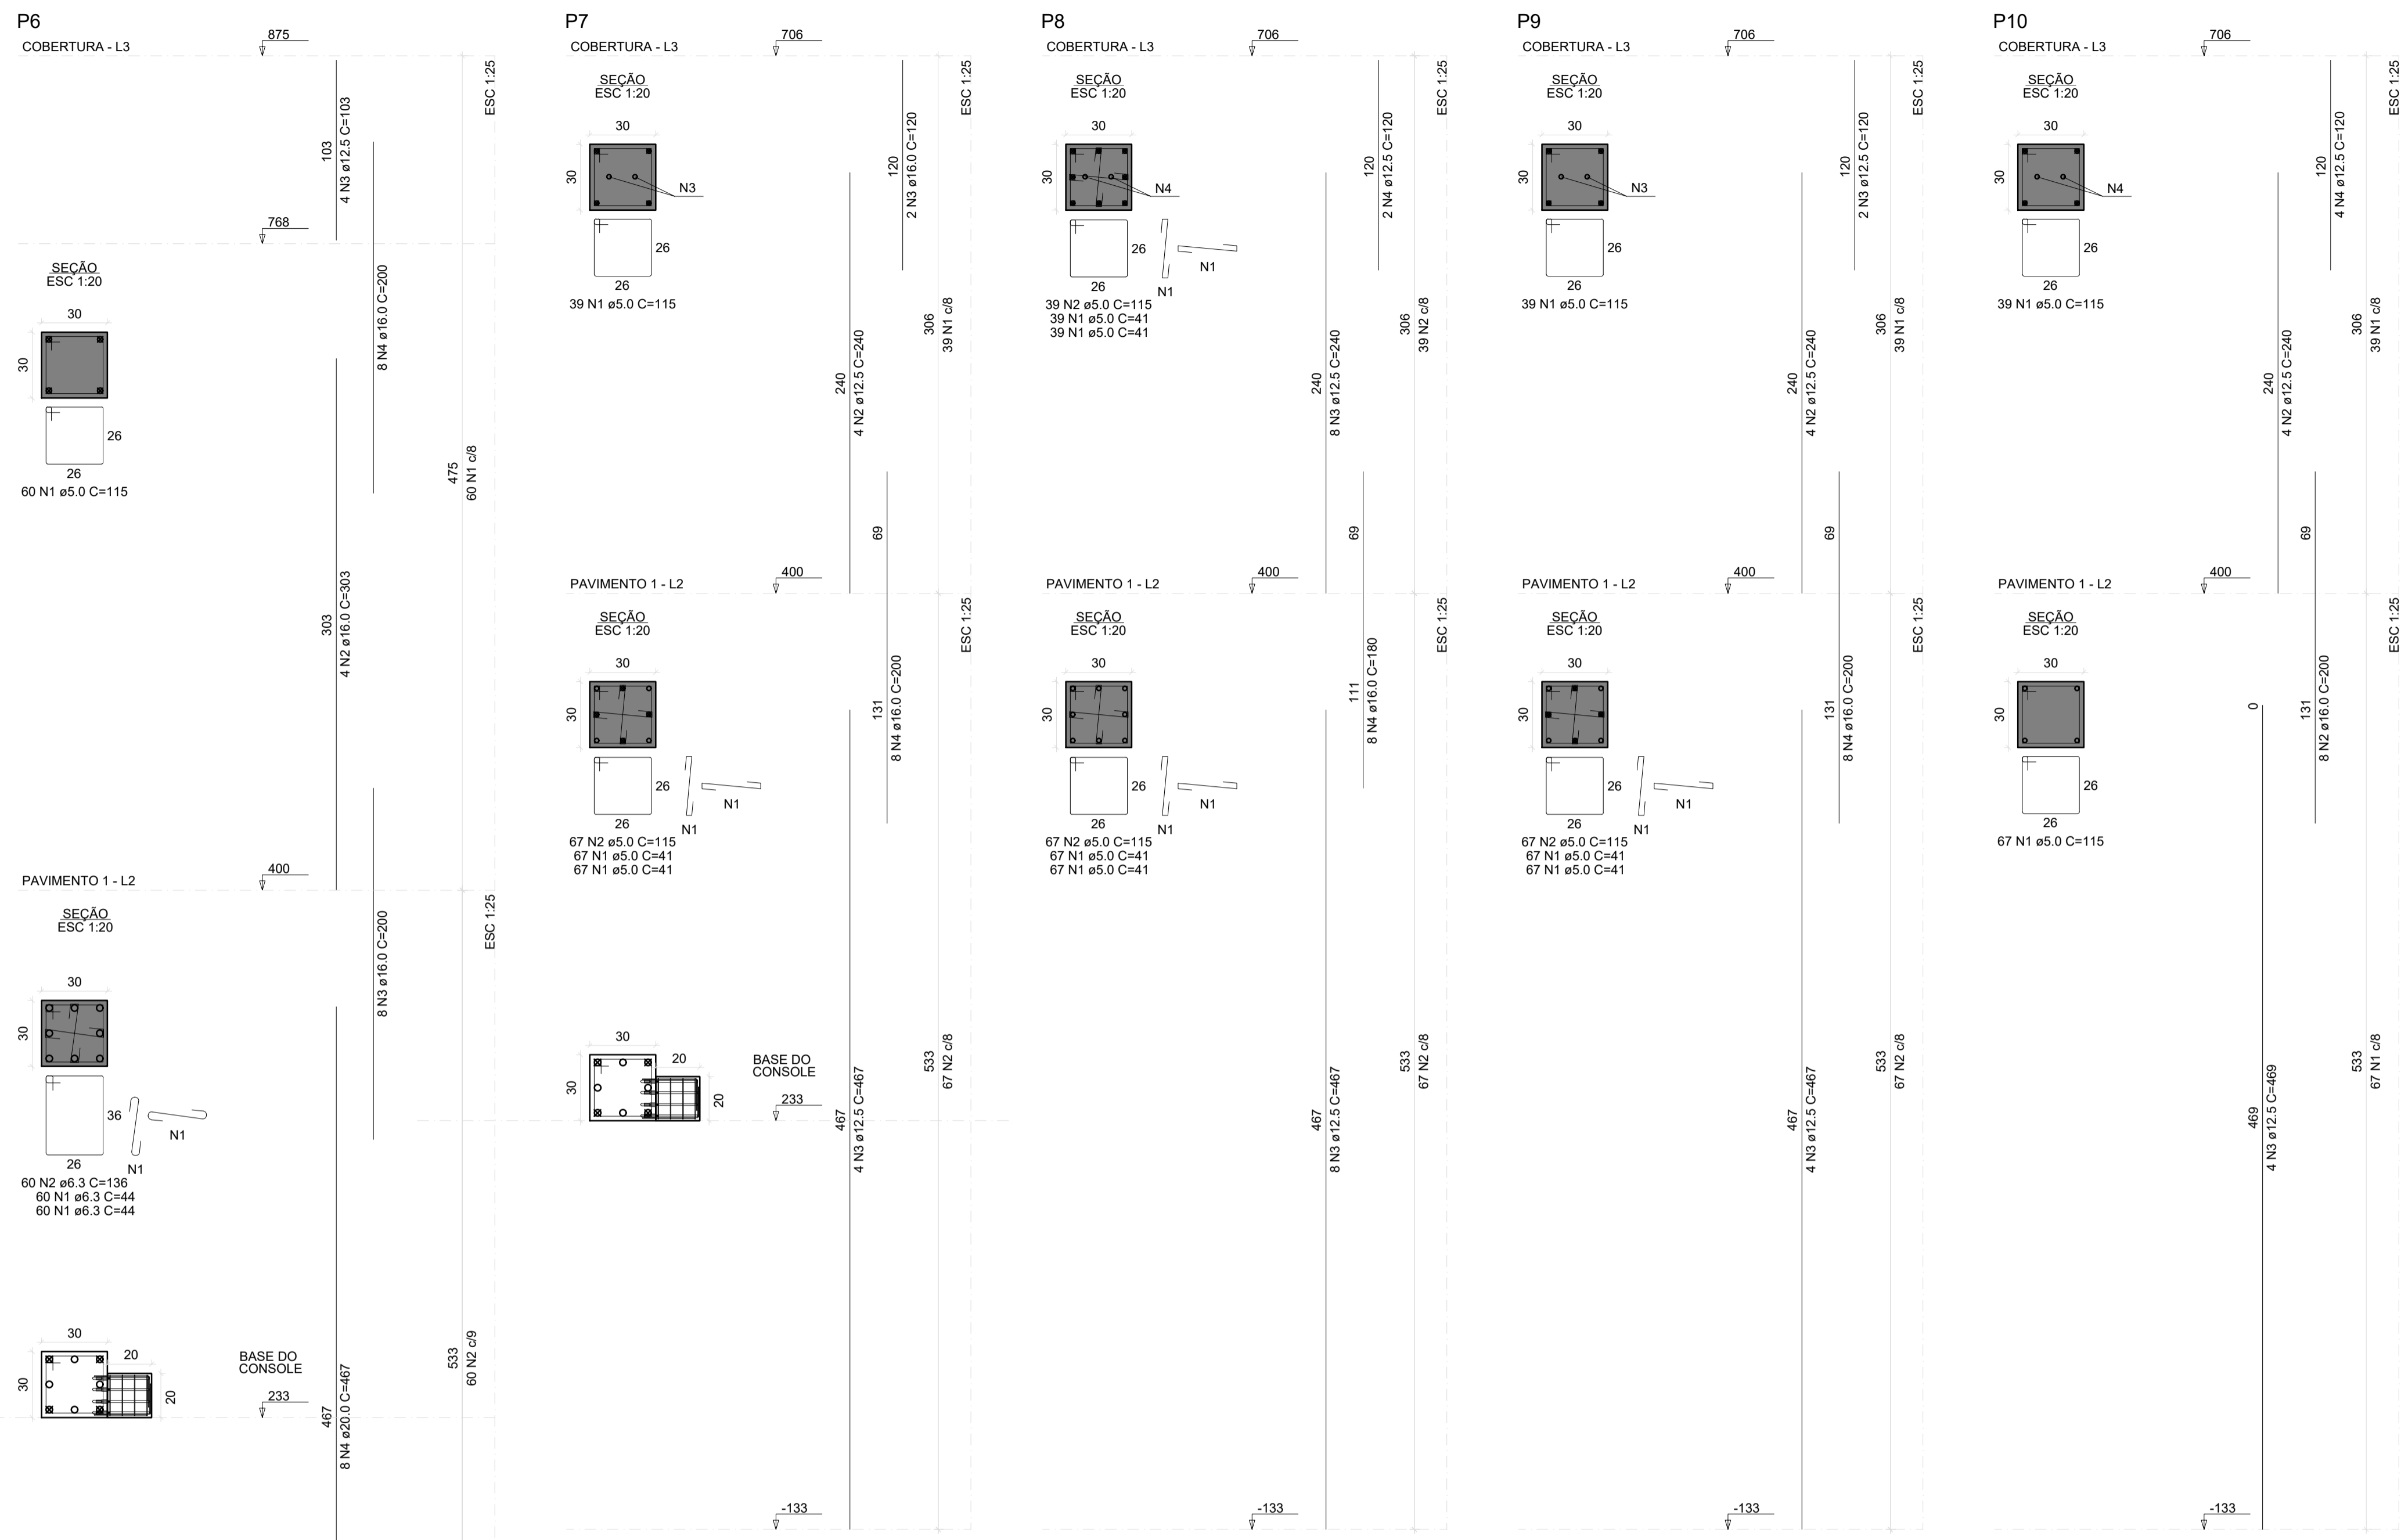 P6
COBERTURA - L3
875
ESC 1:25
103
4 N3 ø12.5 C=103
768
8 N4 ø16.0 C=200
SEÇÃO
ESC 1:20
30
30
26
26
60 N1 ø5.0 C=115
475
60 N1 c/8
303
4 N2 ø16.0 C=303
400
PAVIMENTO 1 - L2
SEÇÃO
ESC 1:20
ESC 1:25
8 N3 ø16.0 C=200
30
30
36
N1
26
N1
60 N2 ø6.3 C=136
60 N1 ø6.3 C=44
60 N1 ø6.3 C=44
30
20
30
20
BASE DO
CONSOLE
233
467
8 N4 ø20.0 C=467
533
60 N2 c/9
P7
COBERTURA - L3
706
ESC 1:25
SEÇÃO
ESC 1:20
30
30
N3
26
26
39 N1 ø5.0 C=115
120
2 N3 ø16.0 C=120
306
39 N1 c/8
240
4 N2 ø12.5 C=240
69
400
PAVIMENTO 1 - L2
SEÇÃO
ESC 1:20
ESC 1:25
30
30
131
8 N4 ø16.0 C=200
26
N1
26
N1
67 N2 ø5.0 C=115
67 N1 ø5.0 C=41
67 N1 ø5.0 C=41
30
20
30
20
BASE DO
CONSOLE
233
467
4 N3 ø12.5 C=467
533
67 N2 c/8
-133
P8
COBERTURA - L3
706
ESC 1:25
SEÇÃO
ESC 1:20
30
30
N4
26
N1
26
N1
39 N2 ø5.0 C=115
39 N1 ø5.0 C=41
39 N1 ø5.0 C=41
120
2 N4 ø12.5 C=120
306
39 N2 c/8
240
8 N3 ø12.5 C=240
69
400
PAVIMENTO 1 - L2
SEÇÃO
ESC 1:20
ESC 1:25
30
30
111
8 N4 ø16.0 C=180
26
N1
26
N1
67 N2 ø5.0 C=115
67 N1 ø5.0 C=41
67 N1 ø5.0 C=41
467
8 N3 ø12.5 C=467
533
67 N2 c/8
-133
P9
COBERTURA - L3
706
ESC 1:25
SEÇÃO
ESC 1:20
30
30
N3
26
26
39 N1 ø5.0 C=115
120
2 N3 ø12.5 C=120
306
39 N1 c/8
240
4 N2 ø12.5 C=240
69
400
PAVIMENTO 1 - L2
SEÇÃO
ESC 1:20
ESC 1:25
30
30
131
8 N4 ø16.0 C=200
26
N1
26
N1
67 N2 ø5.0 C=115
67 N1 ø5.0 C=41
67 N1 ø5.0 C=41
467
4 N3 ø12.5 C=467
533
67 N2 c/8
-133
P10
COBERTURA - L3
706
ESC 1:25
SEÇÃO
ESC 1:20
30
30
N4
26
26
39 N1 ø5.0 C=115
120
4 N4 ø12.5 C=120
306
39 N1 c/8
240
4 N2 ø12.5 C=240
69
400
PAVIMENTO 1 - L2
SEÇÃO
ESC 1:20
ESC 1:25
30
30
0
131
8 N2 ø16.0 C=200
26
26
67 N1 ø5.0 C=115
469
4 N3 ø12.5 C=469
533
67 N1 c/8
-133